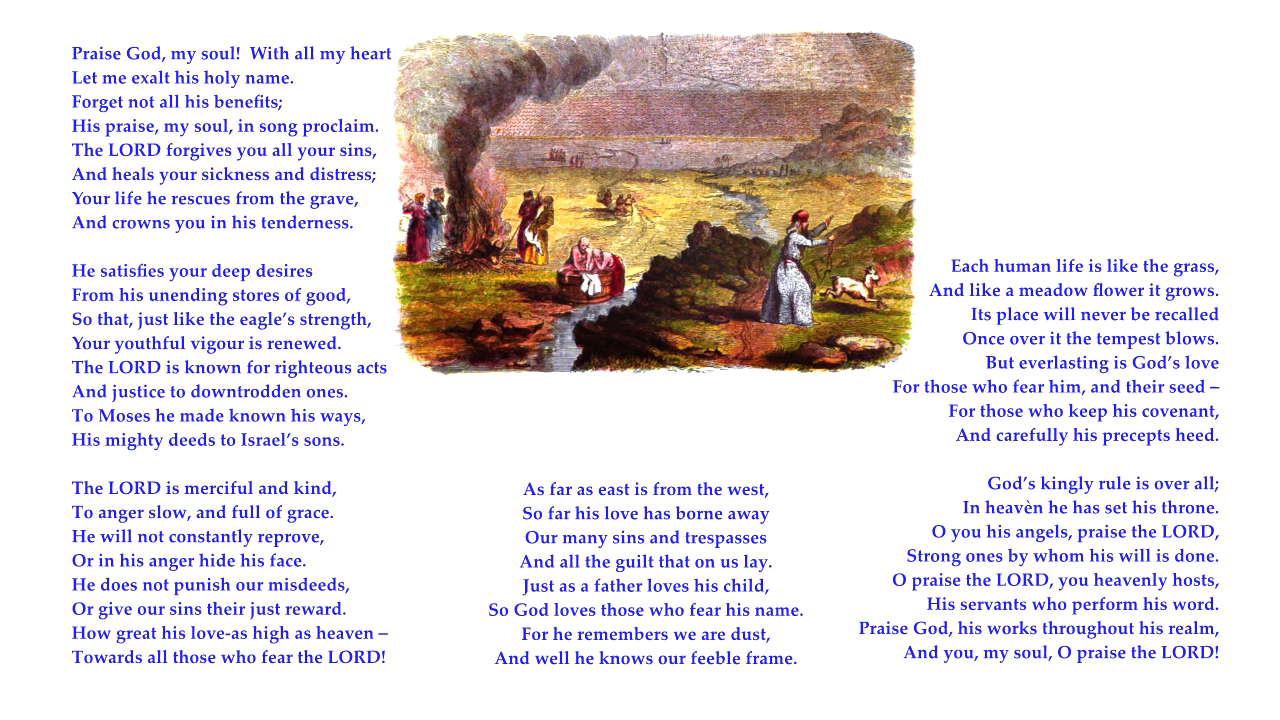 Praise God, my soul!  With all my heart
Let me exalt his holy name.
Forget not all his benefits;
His praise, my soul, in song proclaim.
The LORD forgives you all your sins,
And heals your sickness and distress;
Your life he rescues from the grave,
And crowns you in his tenderness.

He satisfies your deep desires
From his unending stores of good,
So that, just like the eagle’s strength,
Your youthful vigour is renewed.
The LORD is known for righteous acts
And justice to downtrodden ones.
To Moses he made known his ways,
His mighty deeds to Israel’s sons.

The LORD is merciful and kind,
To anger slow, and full of grace.
He will not constantly reprove,
Or in his anger hide his face.
He does not punish our misdeeds,
Or give our sins their just reward.
How great his love-as high as heaven –
Towards all those who fear the LORD!

As far as east is from the west,
So far his love has borne away
Our many sins and trespasses
And all the guilt that on us lay.
Just as a father loves his child,
So God loves those who fear his name.
For he remembers we are dust,
And well he knows our feeble frame.

Each human life is like the grass,
And like a meadow flower it grows.
Its place will never be recalled
Once over it the tempest blows.
But everlasting is God’s love
For those who fear him, and their seed –
For those who keep his covenant,
And carefully his precepts heed.

God’s kingly rule is over all;
In heavèn he has set his throne.
O you his angels, praise the LORD,
Strong ones by whom his will is done.
O praise the LORD, you heavenly hosts,
His servants who perform his word.
Praise God, his works throughout his realm,
And you, my soul, O praise the LORD!